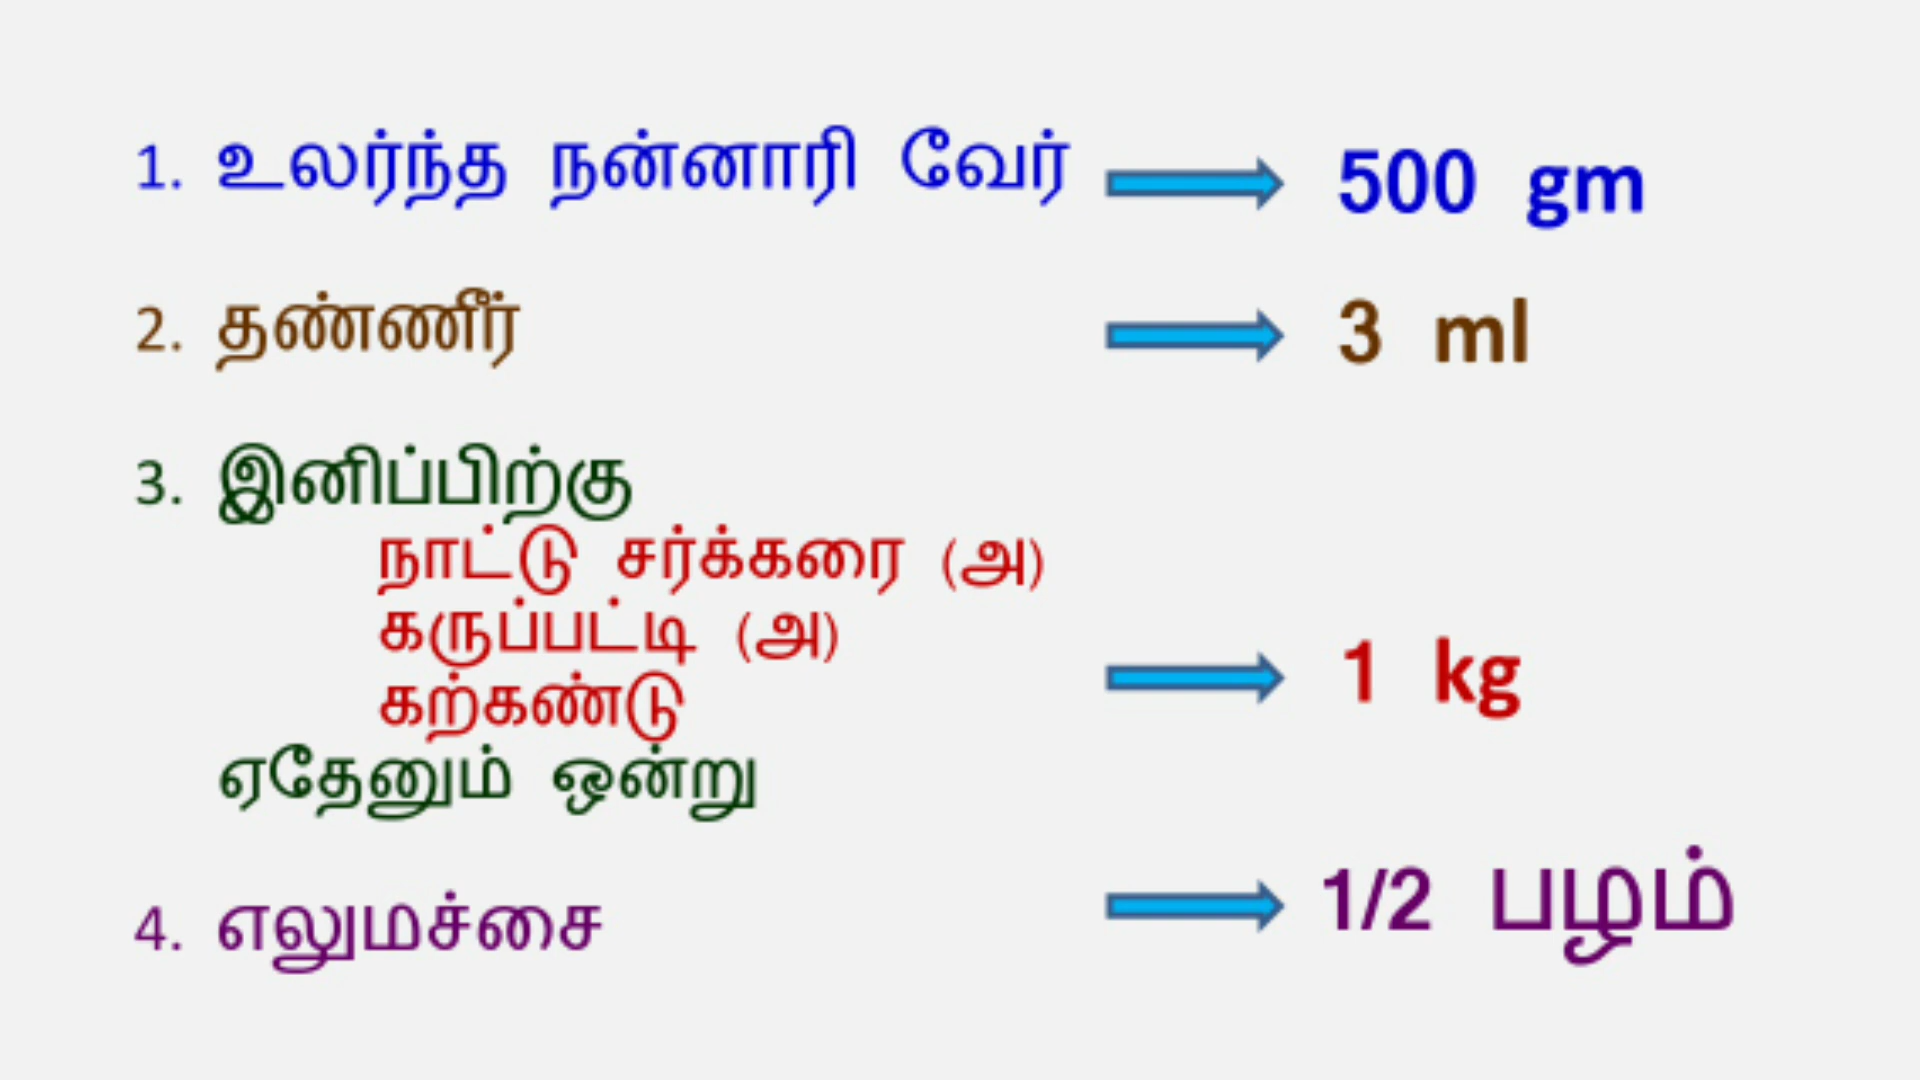 1. உலர்ந்த நன்னாரி வேர் 500 gm
2. தண்ணீர் 3 ml
3. இனிப்பிற்கு
நாட்டு சர்க்கரை (அ)
கருப்பட்டி (அ)
கற்கண்டு 1 kg
ஏதேனும் ஒன்று
4. எலுமச்சை 1/2 பழம்